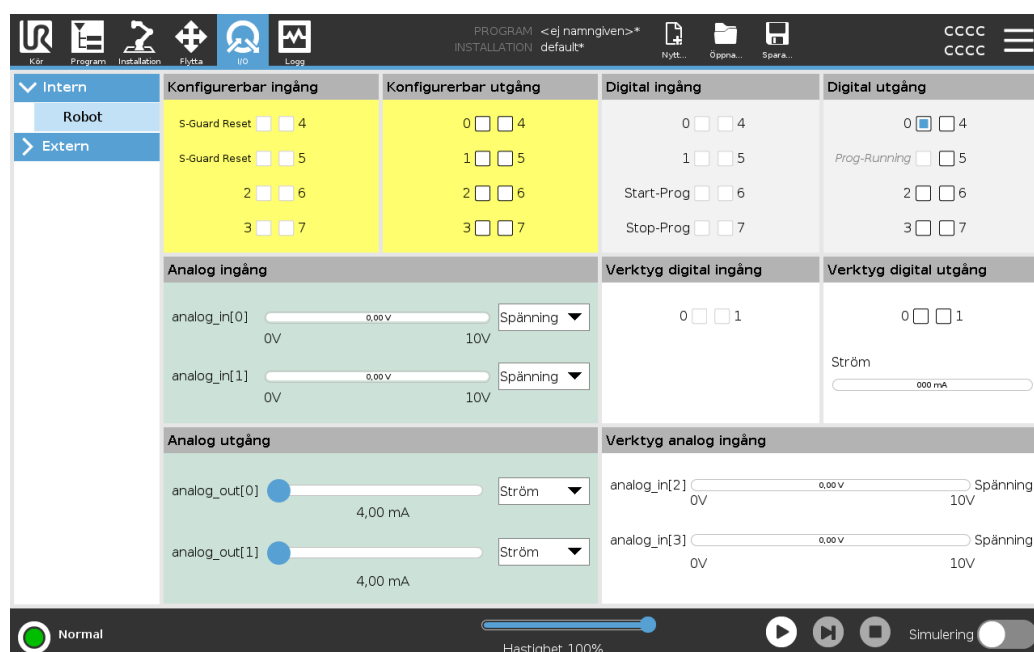 UR
PROGRAM <ej namngiven>*
INSTALLATION default*
CCCC
CCCC
Kör Program Installation Flytta I/O Logg Nytt... Öppna... Spara...
Intern
Robot
Extern
Konfigurerbar ingång
S-Guard Reset 4
S-Guard Reset 5
2 6
3 7
Konfigurerbar utgång
0 4
1 5
2 6
3 7
Digital ingång
0 4
1 5
Start-Prog 6
Stop-Prog 7
Digital utgång
0 4
Prog-Running 5
2 6
3 7
Analog ingång
analog_in[0] 0,00 V Spänning
0V 10V
analog_in[1] 0,00 V Spänning
0V 10V
Verktyg digital ingång
0 1
Verktyg digital utgång
0 1
Ström
000 mA
Analog utgång
analog_out[0] Ström
4,00 mA
analog_out[1] Ström
4,00 mA
Verktyg analog ingång
analog_in[2] 0,00 V Spänning
0V 10V
analog_in[3] 0,00 V Spänning
0V 10V
Normal
Hastighet 100%
Simulering